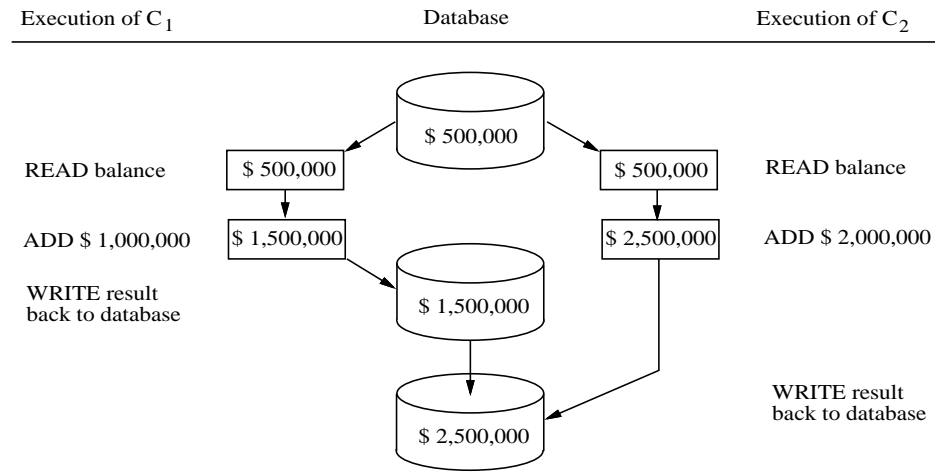 Execution of C1
Database
Execution of C2
$ 500,000
READ balance
$ 500,000
$ 500,000
READ balance
ADD $ 1,000,000
$ 1,500,000
$ 2,500,000
ADD $ 2,000,000
WRITE result
back to database
$ 1,500,000
WRITE result
back to database
$ 2,500,000